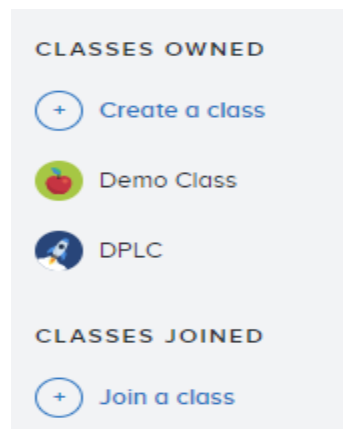 CLASSES OWNED
+ Create a class
Demo Class
DPLC
CLASSES JOINED
+ Join a class